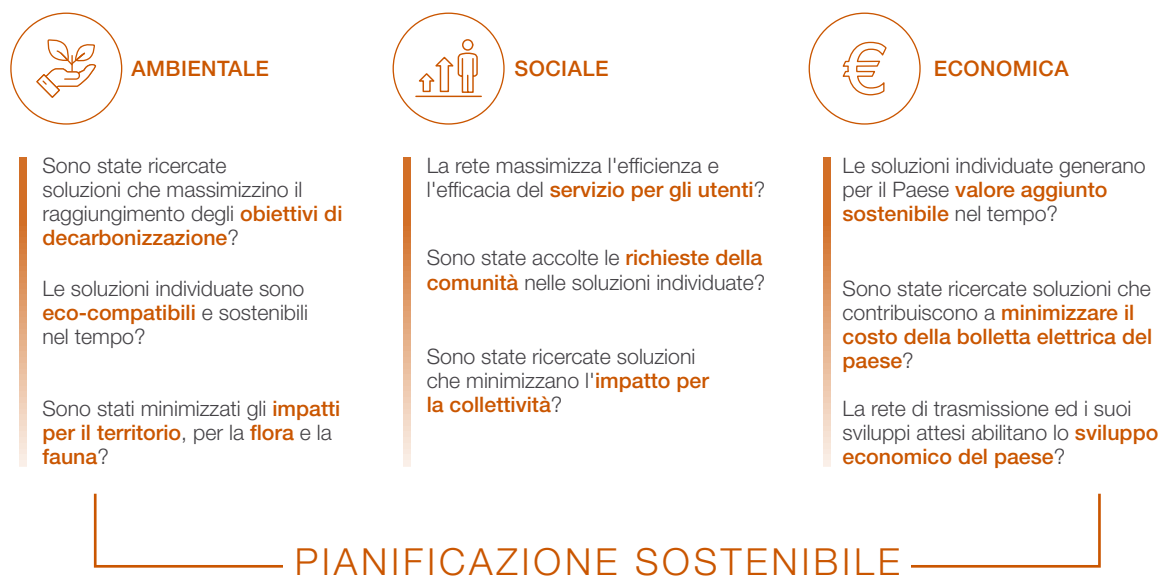 AMBIENTALE
Sono state ricercate
soluzioni che massimizzino il
raggiungimento degli obiettivi di
decarbonizzazione?
Le soluzioni individuate sono
eco-compatibili e sostenibili
nel tempo?
Sono stati minimizzati gli impatti
per il territorio, per la flora e la
fauna?
SOCIALE
La rete massimizza l'efficienza e
l'efficacia del servizio per gli utenti?
Sono state accolte le richieste della
comunità nelle soluzioni individuate?
Sono state ricercate soluzioni
che minimizzano l'impatto per
la collettività?
€
ECONOMICA
Le soluzioni individuate generano
per il Paese valore aggiunto
sostenibile nel tempo?
Sono state ricercate soluzioni che
contribuiscono a minimizzare il
costo della bolletta elettrica del
paese?
La rete di trasmissione ed i suoi
sviluppi attesi abilitano lo sviluppo
economico del paese?
PIANIFICAZIONE SOSTENIBILE